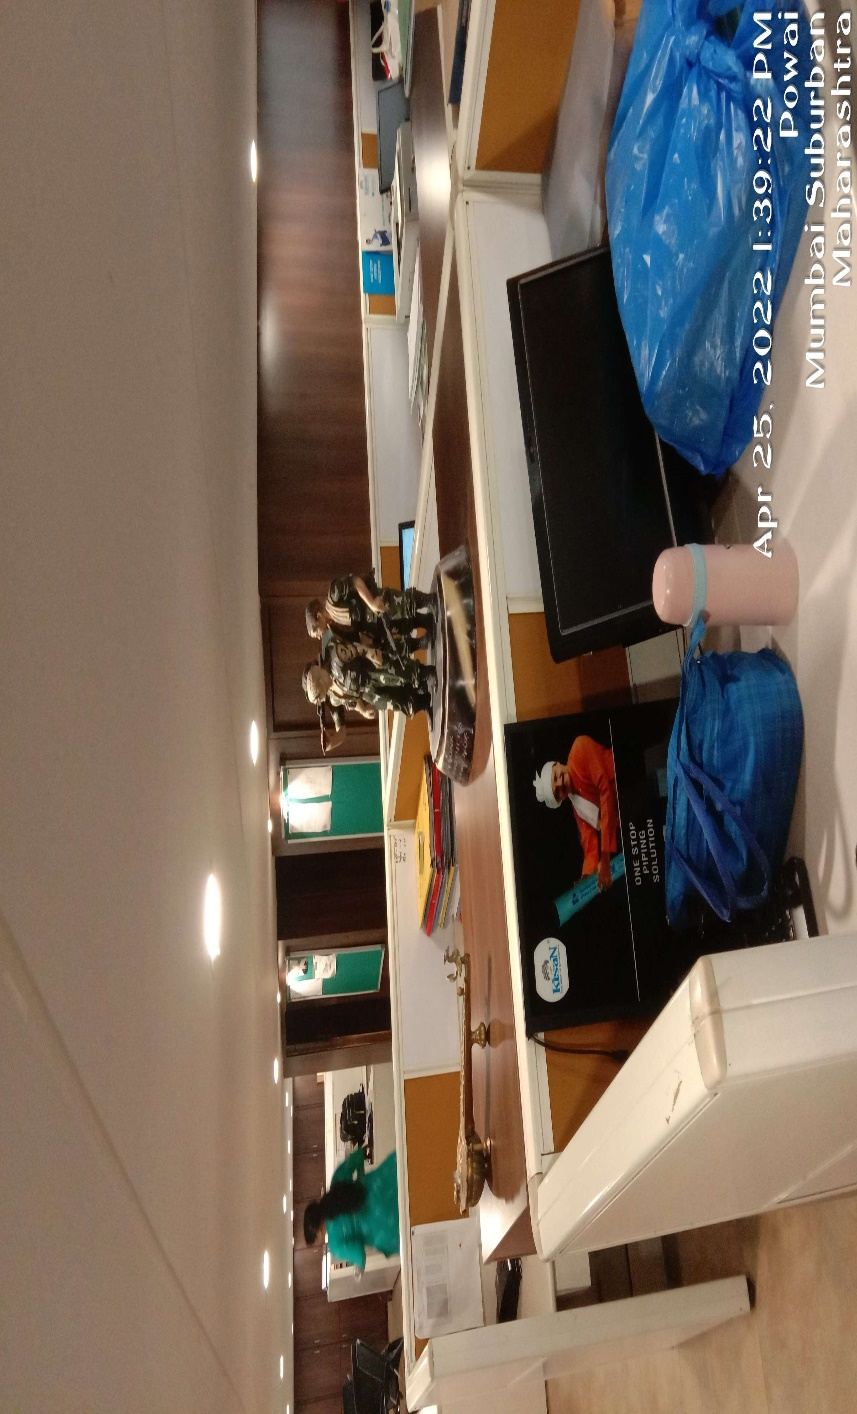 Apr 25, 2022 1:39:22 PM
Powai
Mumbai Suburban
Maharashtra
KisaN
ONE STOP
PIPING
SOLUTION